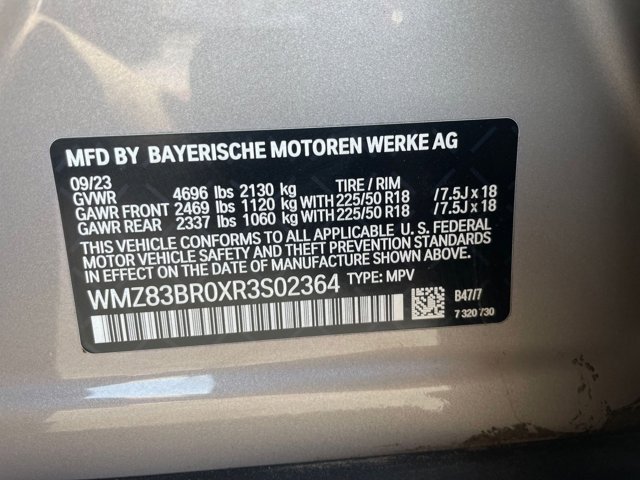 MFD BY BAYERISCHE MOTOREN WERKE AG
09/23 TIRE / RIM
GVWR 4696 lbs 2130 kg
GAWR FRONT 2469 lbs 1120 kg WITH 225/50 R18 /7.5J x 18
GAWR REAR 2337 lbs 1060 kg WITH 225/50 R18 /7.5J x 18
THIS VEHICLE CONFORMS TO ALL APPLICABLE U. S. FEDERAL
MOTOR VEHICLE SAFETY AND THEFT PREVENTION STANDARDS
IN EFFECT ON THE DATE OF MANUFACTURE SHOWN ABOVE.
WMZ83BR0XR3S02364 TYPE: MPV
B47/7
7 320 730